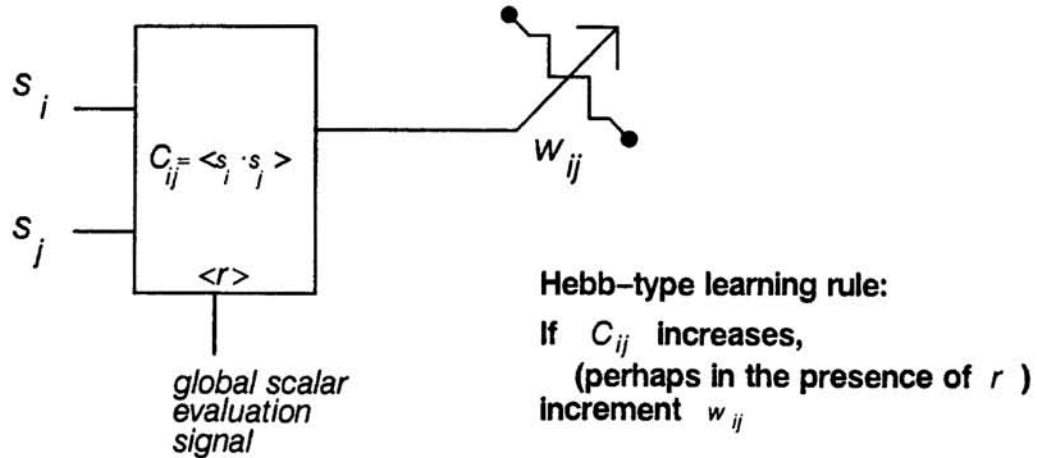 s_i
C_ij = <s_i · s_j>
w_ij
s_j
<r>
global scalar
evaluation
signal
Hebb–type learning rule:
If C_ij increases,
(perhaps in the presence of r )
increment w_ij